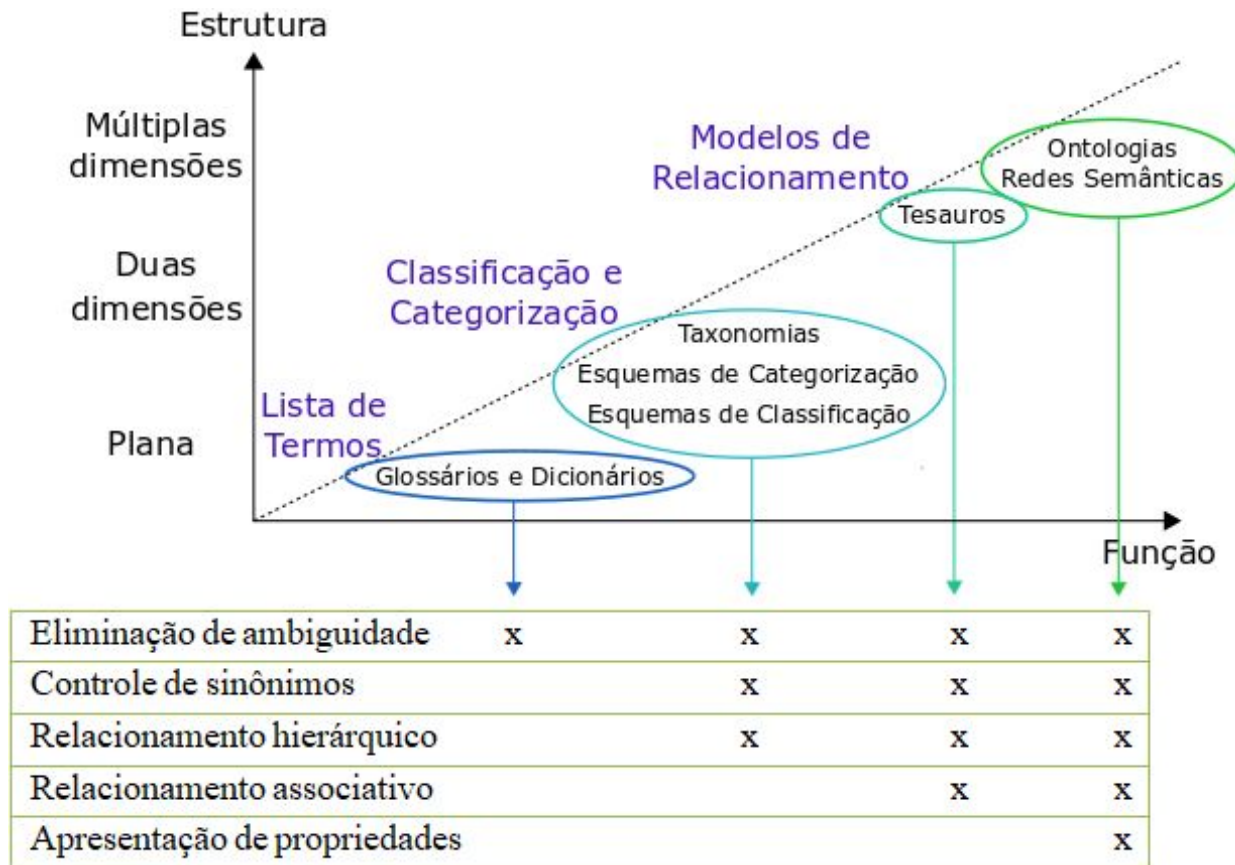 Estrutura
Múltiplas
dimensões
Modelos de
Relacionamento
Ontologias
Redes Semânticas
Tesauros
Duas
dimensões
Classificação e
Categorização
Taxonomias
Esquemas de Categorização
Esquemas de Classificação
Lista de
Termos
Plana
Glossários e Dicionários
Função
Eliminação de ambiguidade x x x x
Controle de sinônimos x x x
Relacionamento hierárquico x x x
Relacionamento associativo x x
Apresentação de propriedades x